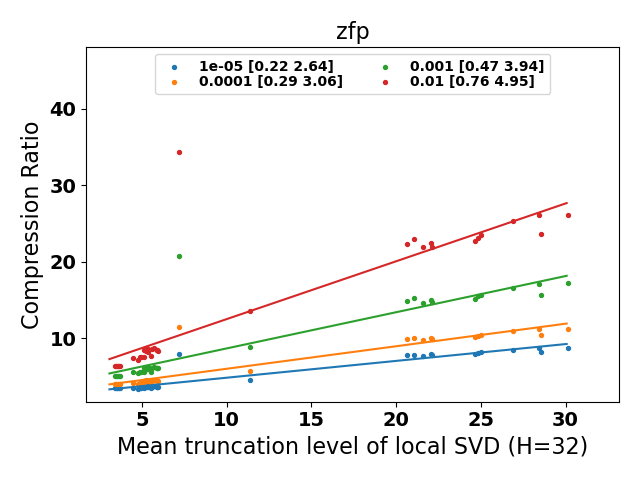 zfp
1e-05 [0.22 2.64]
0.0001 [0.29 3.06]
0.001 [0.47 3.94]
0.01 [0.76 4.95]
Compression Ratio
40
30
20
10
5
10
15
20
25
30
Mean truncation level of local SVD (H=32)